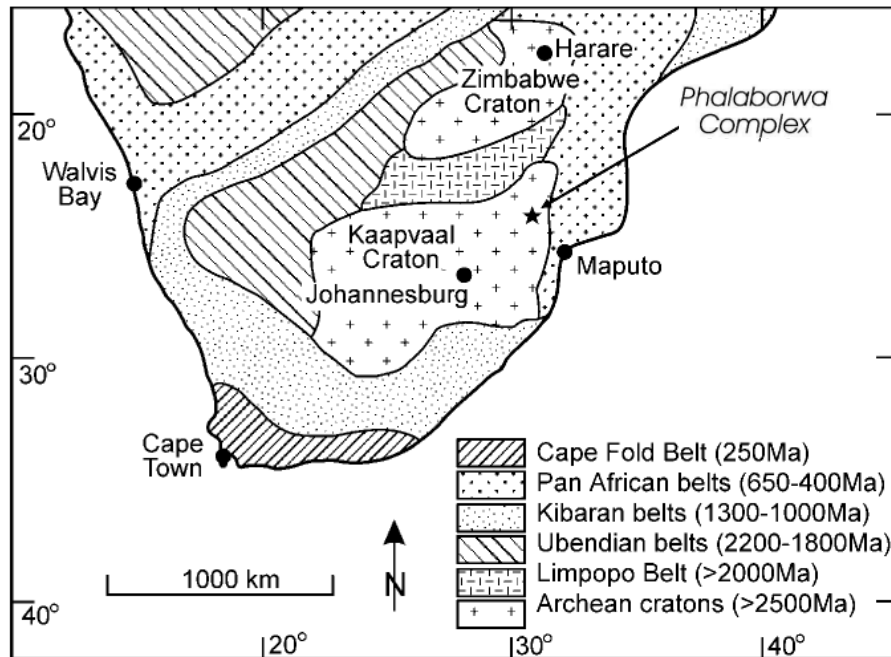 Harare
Zimbabwe
Craton
Phalaborwa
Complex
20°
Walvis
Bay
Kaapvaal
Craton
Johannesburg
Maputo
30°
Cape
Town
Cape Fold Belt (250Ma)
Pan African belts (650-400Ma)
Kibaran belts (1300-1000Ma)
Ubendian belts (2200-1800Ma)
Limpopo Belt (>2000Ma)
Archean cratons (>2500Ma)
1000 km
N
40°
20°
30°
40°